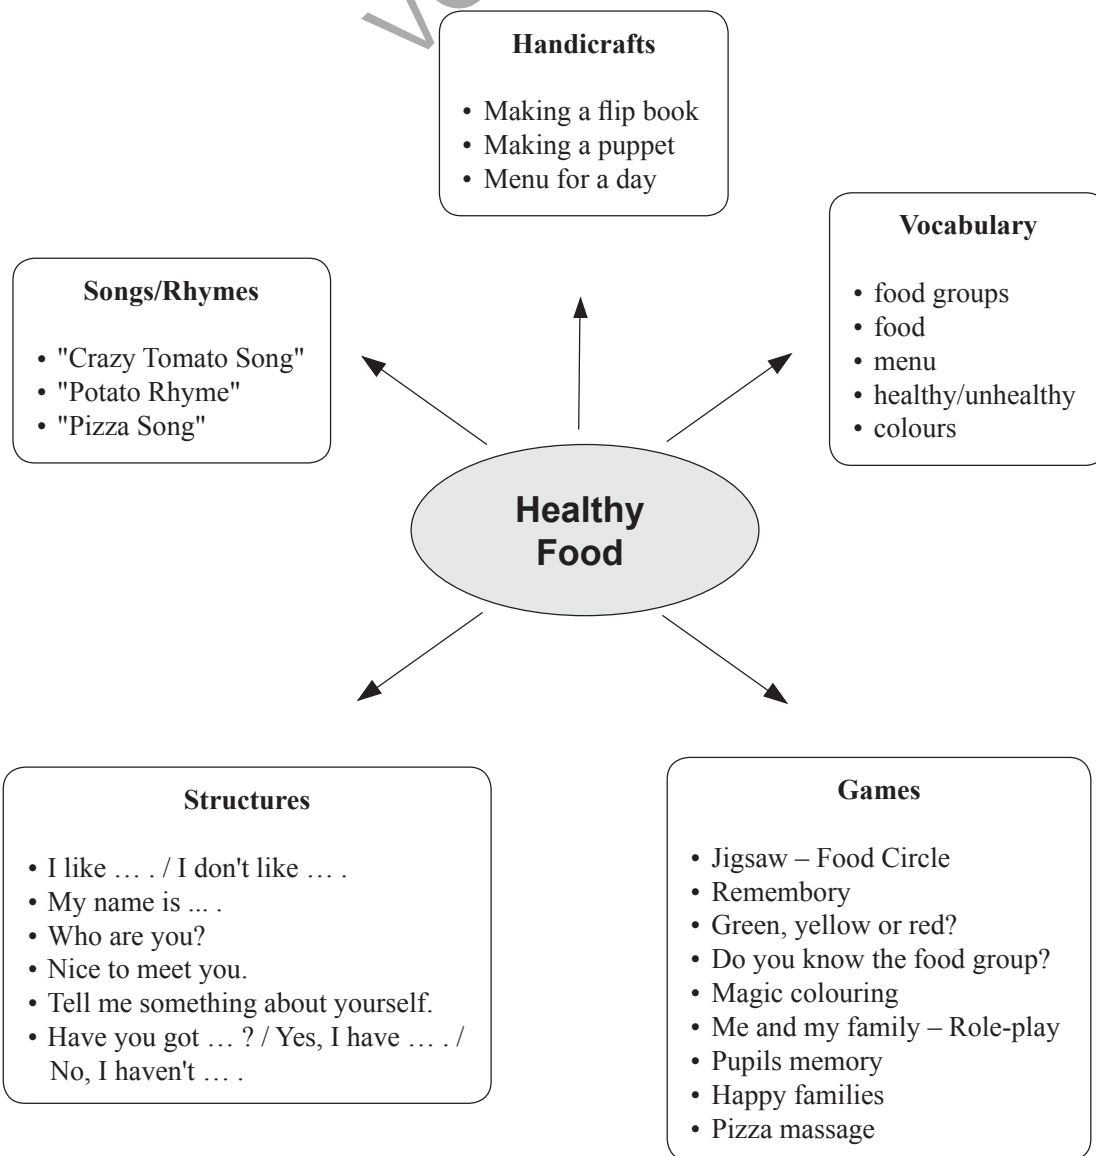 Handicrafts
• Making a flip book
• Making a puppet
• Menu for a day
Vocabulary
• food groups
• food
• menu
• healthy/unhealthy
• colours
Songs/Rhymes
• "Crazy Tomato Song"
• "Potato Rhyme"
• "Pizza Song"
Healthy
Food
Structures
• I like … . / I don't like … .
• My name is ... .
• Who are you?
• Nice to meet you.
• Tell me something about yourself.
• Have you got … ? / Yes, I have … . /
No, I haven't … .
Games
• Jigsaw – Food Circle
• Remembory
• Green, yellow or red?
• Do you know the food group?
• Magic colouring
• Me and my family – Role-play
• Pupils memory
• Happy families
• Pizza massage